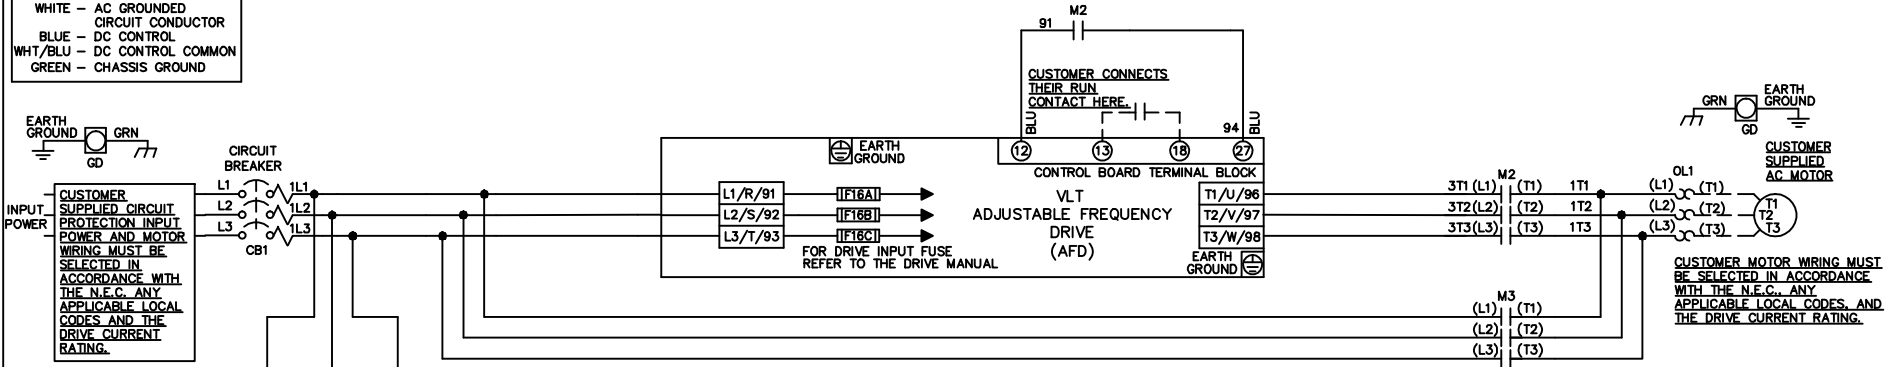 WHITE – AC GROUNDED
CIRCUIT CONDUCTOR
BLUE – DC CONTROL
WHT/BLU – DC CONTROL COMMON
GREEN – CHASSIS GROUND
EARTH
GROUND
GRN
GD
INPUT
POWER
CUSTOMER
SUPPLIED CIRCUIT
PROTECTION INPUT
POWER AND MOTOR
WIRING MUST BE
SELECTED IN
ACCORDANCE WITH
THE N.E.C. ANY
APPLICABLE LOCAL
CODES AND THE
DRIVE CURRENT
RATING.
CIRCUIT
BREAKER
L1
1L1
L2
1L2
L3
1L3
CB1
M2
91
CUSTOMER CONNECTS
THEIR RUN
CONTACT HERE.
BLU
94
BLU
12
13
18
27
CONTROL BOARD TERMINAL BLOCK
EARTH
GROUND
L1/R/91
L2/S/92
L3/T/93
F16A
F16B
F16C
FOR DRIVE INPUT FUSE
REFER TO THE DRIVE MANUAL
VLT
ADJUSTABLE FREQUENCY
DRIVE
(AFD)
T1/U/96
T2/V/97
T3/W/98
EARTH
GROUND
M2
3T1 (L1) (T1) 1T1
3T2(L2) (T2) 1T2
3T3(L3) (T3) 1T3
M3
(L1) (T1)
(L2) (T2)
(L3) (T3)
GRN
EARTH
GROUND
GD
CUSTOMER
SUPPLIED
AC MOTOR
OL1
(L1) (T1)
(L2) (T2)
(L3) (T3)
T1
T2
T3
CUSTOMER MOTOR WIRING MUST
BE SELECTED IN ACCORDANCE
WITH THE N.E.C., ANY
APPLICABLE LOCAL CODES, AND
THE DRIVE CURRENT RATING.